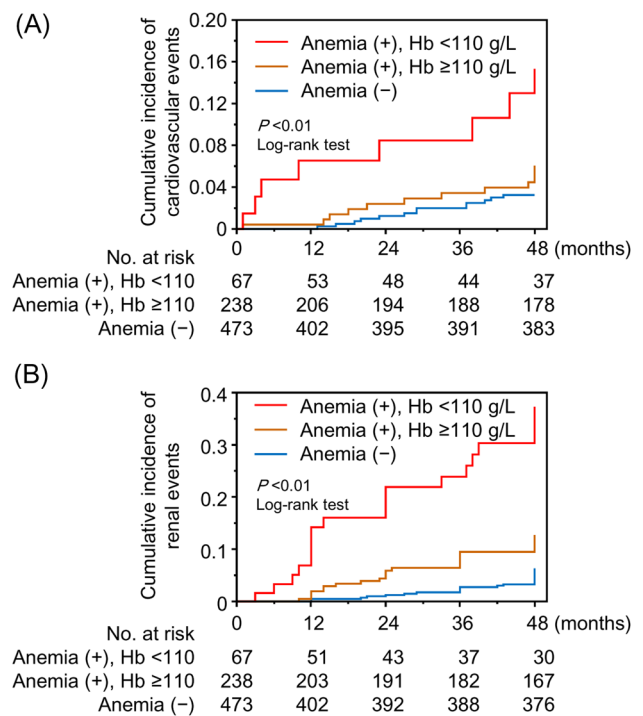 (A)
Cumulative incidence of
cardiovascular events
0.20
0.16
0.12
0.08
0.04
0
Anemia (+), Hb <110 g/L
Anemia (+), Hb ≥110 g/L
Anemia (−)
P <0.01
Log-rank test
0 12 24 36 48 (months)
No. at risk
Anemia (+), Hb <110 67 53 48 44 37
Anemia (+), Hb ≥110 238 206 194 188 178
Anemia (−) 473 402 395 391 383
(B)
Cumulative incidence of
renal events
0.4
0.3
0.2
0.1
0
Anemia (+), Hb <110 g/L
Anemia (+), Hb ≥110 g/L
Anemia (−)
P <0.01
Log-rank test
0 12 24 36 48 (months)
No. at risk
Anemia (+), Hb <110 67 51 43 37 30
Anemia (+), Hb ≥110 238 203 191 182 167
Anemia (−) 473 402 392 388 376